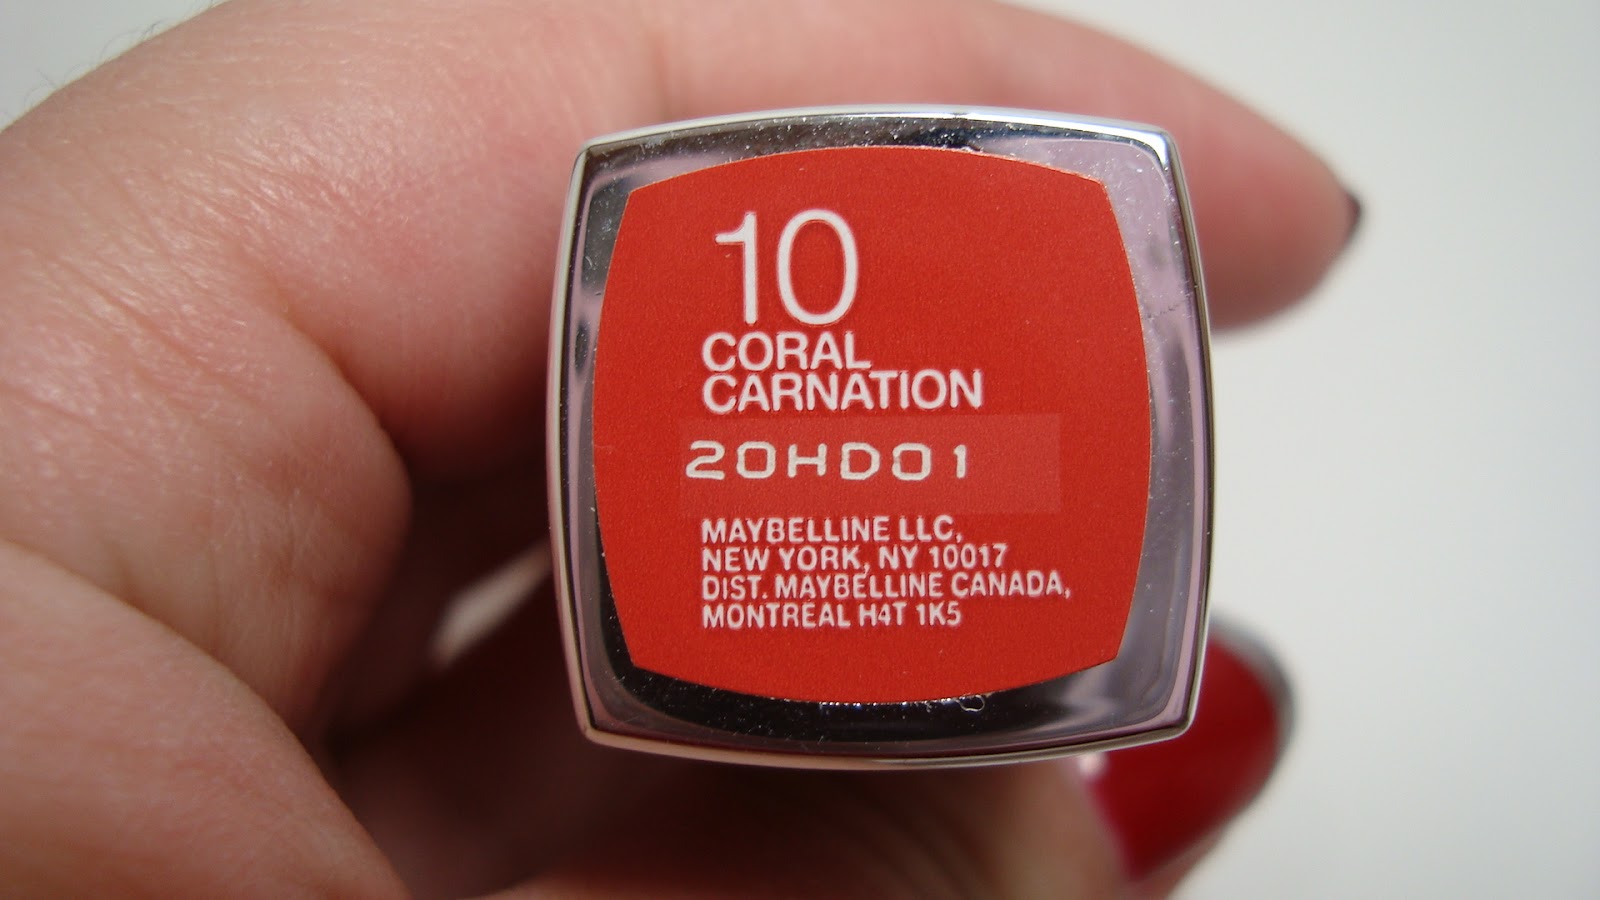 10
CORAL
CARNATION
20HD01
MAYBELLINE LLC,
NEW YORK, NY 10017
DIST. MAYBELLINE CANADA,
MONTREAL H4T 1K5